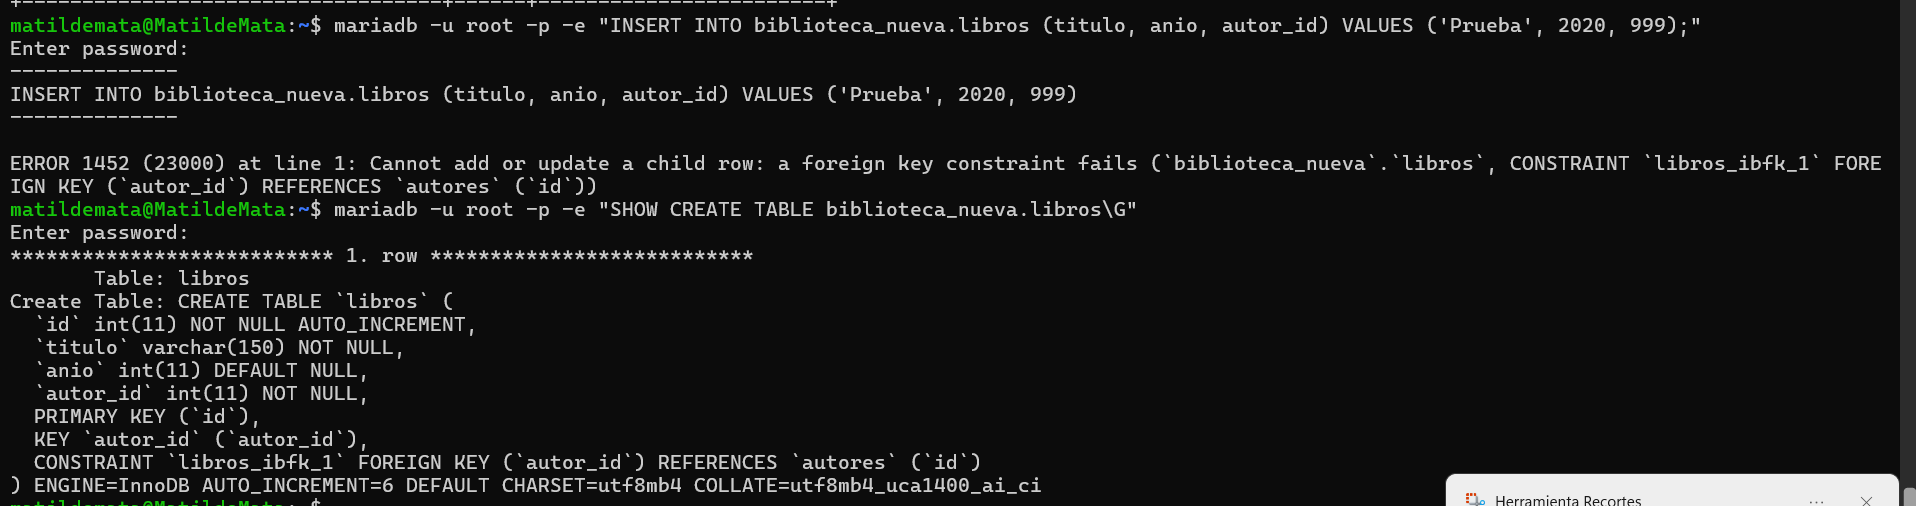 +-----------------------------------+------+------------------------+
matildemata@MatildeMata:~$ mariadb -u root -p -e "INSERT INTO biblioteca_nueva.libros (titulo, anio, autor_id) VALUES ('Prueba', 2020, 999);"
Enter password:
--------------
INSERT INTO biblioteca_nueva.libros (titulo, anio, autor_id) VALUES ('Prueba', 2020, 999)
--------------

ERROR 1452 (23000) at line 1: Cannot add or update a child row: a foreign key constraint fails (`biblioteca_nueva`.`libros`, CONSTRAINT `libros_ibfk_1` FORE
IGN KEY (`autor_id`) REFERENCES `autores` (`id`))
matildemata@MatildeMata:~$ mariadb -u root -p -e "SHOW CREATE TABLE biblioteca_nueva.libros\G"
Enter password:
*************************** 1. row ***************************
       Table: libros
Create Table: CREATE TABLE `libros` (
  `id` int(11) NOT NULL AUTO_INCREMENT,
  `titulo` varchar(150) NOT NULL,
  `anio` int(11) DEFAULT NULL,
  `autor_id` int(11) NOT NULL,
  PRIMARY KEY (`id`),
  KEY `autor_id` (`autor_id`),
  CONSTRAINT `libros_ibfk_1` FOREIGN KEY (`autor_id`) REFERENCES `autores` (`id`)
) ENGINE=InnoDB AUTO_INCREMENT=6 DEFAULT CHARSET=utf8mb4 COLLATE=utf8mb4_uca1400_ai_ci
matildemata@MatildeMata:~$
Herramienta Recortes